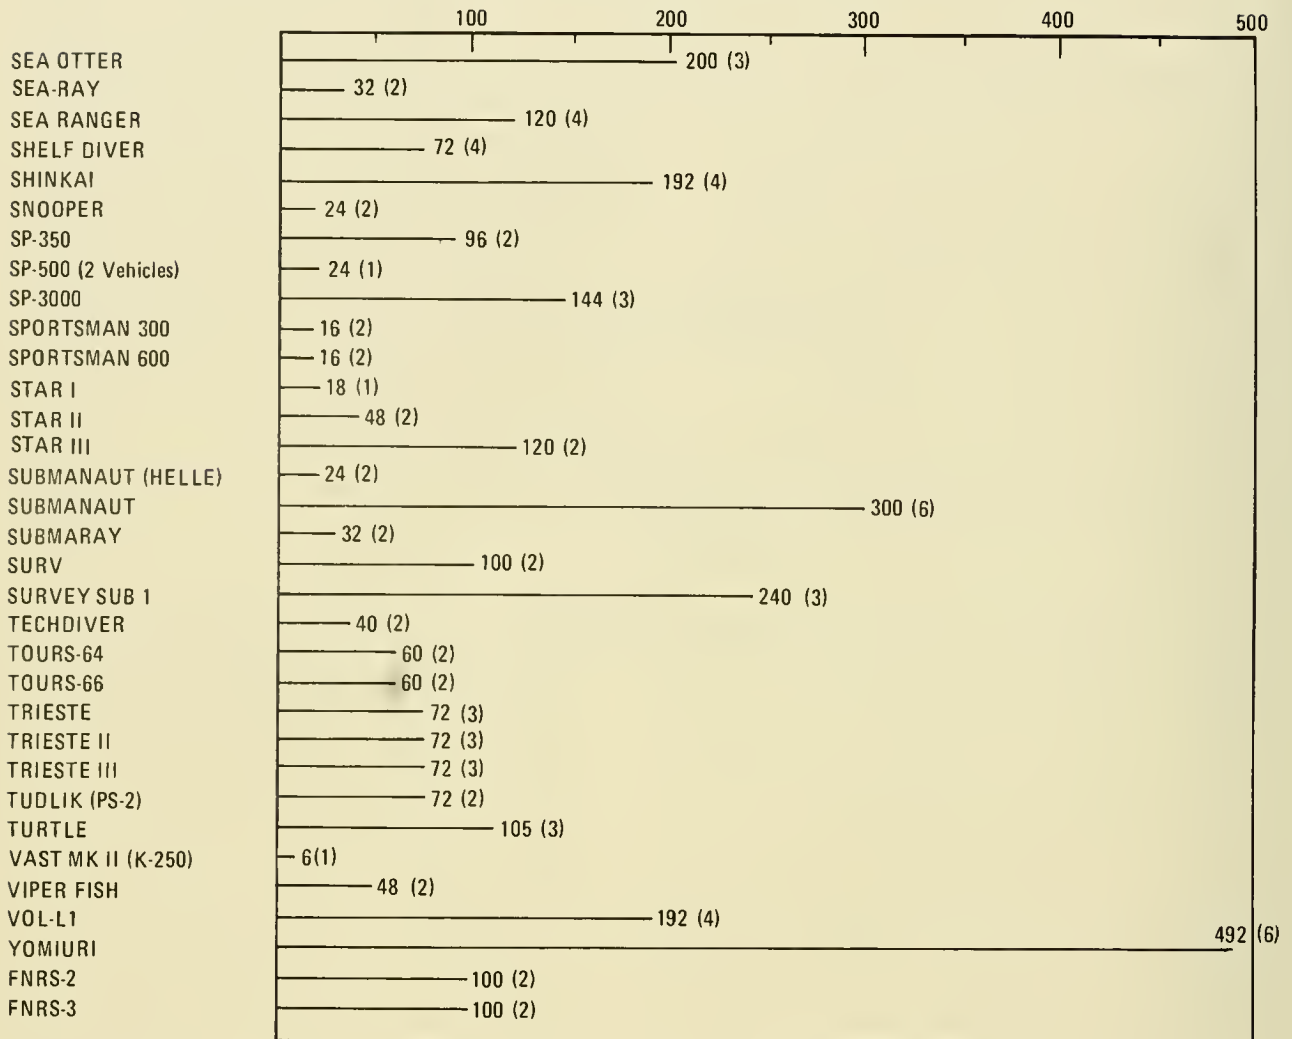 100 200 300 400 500
SEA OTTER 200 (3)
SEA-RAY 32 (2)
SEA RANGER 120 (4)
SHELF DIVER 72 (4)
SHINKAI 192 (4)
SNOOPER 24 (2)
SP-350 96 (2)
SP-500 (2 Vehicles) 24 (1)
SP-3000 144 (3)
SPORTSMAN 300 16 (2)
SPORTSMAN 600 16 (2)
STAR I 18 (1)
STAR II 48 (2)
STAR III 120 (2)
SUBMANAUT (HELLE) 24 (2)
SUBMANAUT 300 (6)
SUBMARAY 32 (2)
SURV 100 (2)
SURVEY SUB 1 240 (3)
TECHDIVER 40 (2)
TOURS-64 60 (2)
TOURS-66 60 (2)
TRIESTE 72 (3)
TRIESTE II 72 (3)
TRIESTE III 72 (3)
TUDLIK (PS-2) 72 (2)
TURTLE 105 (3)
VAST MK II (K-250) 6(1)
VIPER FISH 48 (2)
VOL-L1 192 (4)
YOMIURI 492 (6)
FNRS-2 100 (2)
FNRS-3 100 (2)